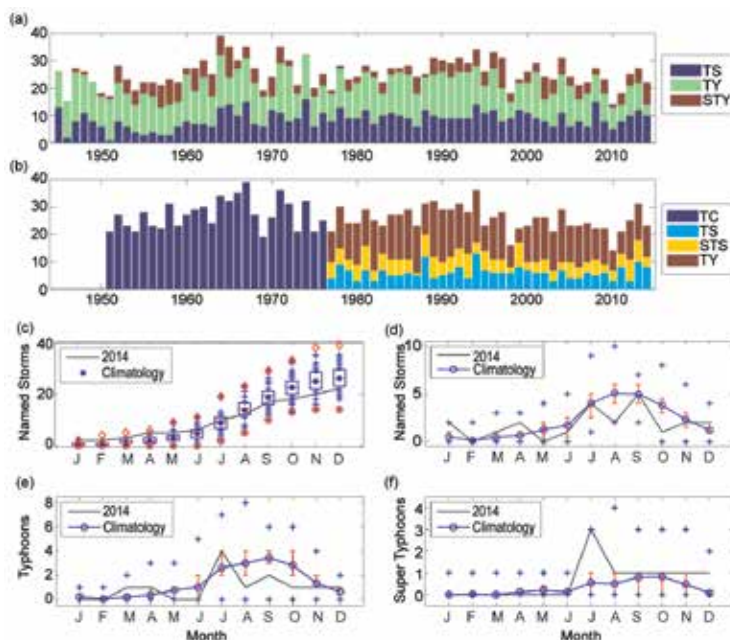 (a)
40
30
20
10
0
TS
TY
STY
1950 1960 1970 1980 1990 2000 2010
(b)
40
30
20
10
0
TC
TS
STS
TY
1950 1960 1970 1980 1990 2000 2010
(c)
Named Storms
40
20
0
2014
Climatology
J F M A M J J A S O N D
(d)
Named Storms
10
5
0
2014
Climatology
J F M A M J J A S O N D
(e)
Typhoons
8
6
4
2
0
2014
Climatology
J F M A M J J A S O N D
Month
(f)
Super Typhoons
4
3
2
1
0
2014
Climatology
J F M A M J J A S O N D
Month